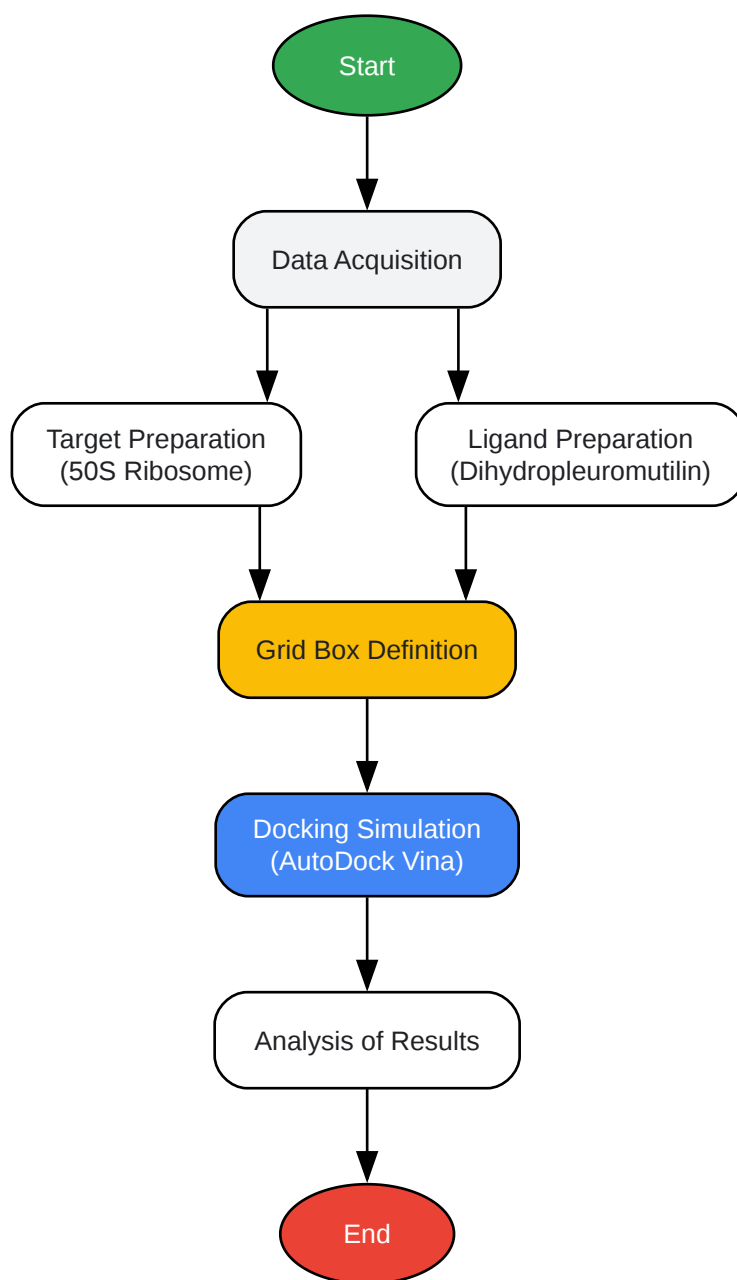 Start
Data Acquisition
Target Preparation
(50S Ribosome)
Ligand Preparation
(Dihydropleuromutilin)
Grid Box Definition
Docking Simulation
(AutoDock Vina)
Analysis of Results
End